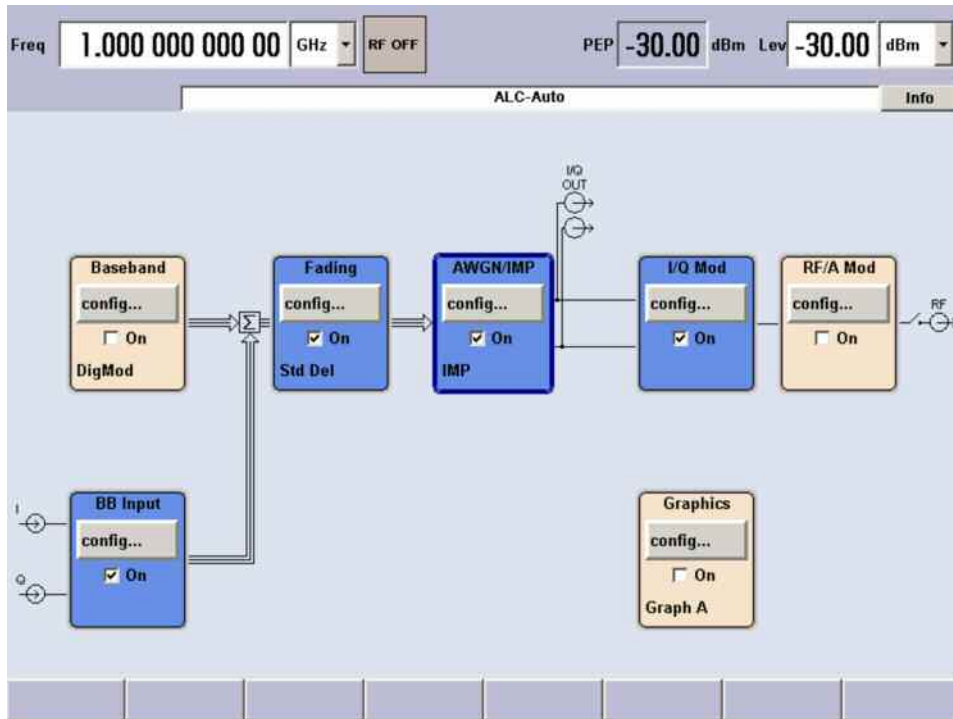 Freq 1.000 000 000 00 GHz RF OFF PEP -30.00 dBm Lev -30.00 dBm
ALC-Auto Info
I/Q
OUT
Baseband Fading AWGN/IMP I/Q Mod RF/A Mod
config... config... config... config... config... RF
Σ
On On On On On
DigMod Std Del IMP
BB Input Graphics
I
config... config...
Q On On
Graph A